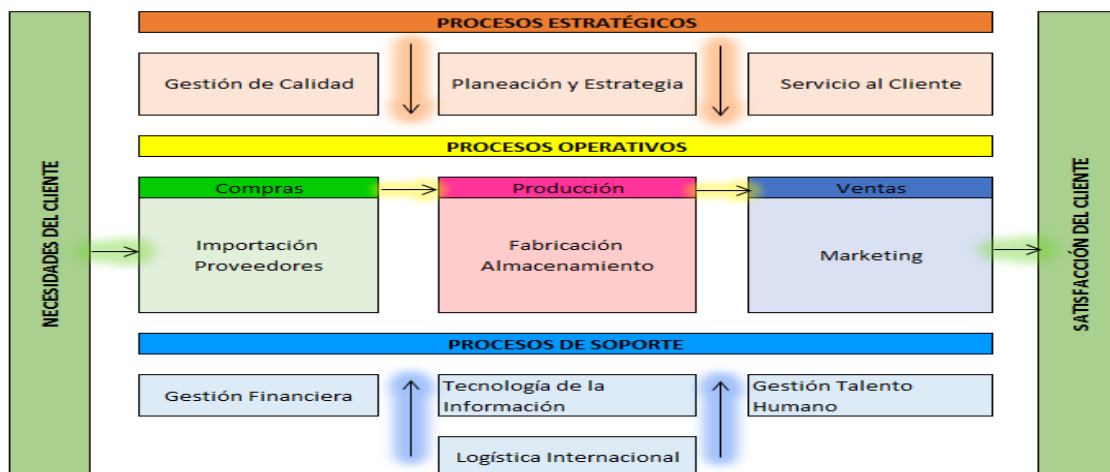 NECESIDADES DEL CLIENTE
PROCESOS ESTRATÉGICOS
Gestión de Calidad
Planeación y Estrategia
Servicio al Cliente
PROCESOS OPERATIVOS
Compras
Importación
Proveedores
Producción
Fabricación
Almacenamiento
Ventas
Marketing
PROCESOS DE SOPORTE
Gestión Financiera
Tecnología de la
Información
Gestión Talento
Humano
Logística Internacional
SATISFACCIÓN DEL CLIENTE